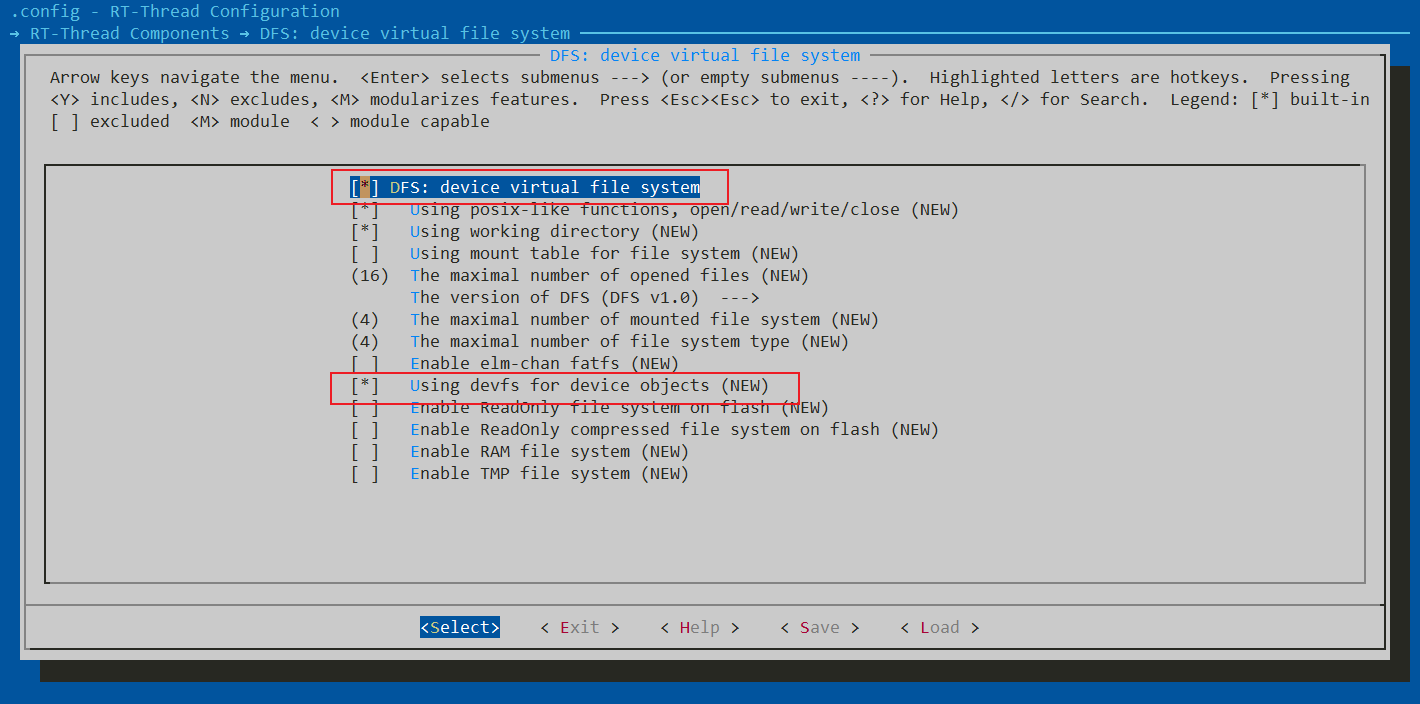 .config - RT-Thread Configuration
→ RT-Thread Components → DFS: device virtual file system
DFS: device virtual file system
Arrow keys navigate the menu.  <Enter> selects submenus ---> (or empty submenus ----).  Highlighted letters are hotkeys.  Pressing
<Y> includes, <N> excludes, <M> modularizes features.  Press <Esc><Esc> to exit, <?> for Help, </> for Search.  Legend: [*] built-in
[ ] excluded  <M> module  < > module capable
[*] DFS: device virtual file system
[*]   Using posix-like functions, open/read/write/close (NEW)
[*]   Using working directory (NEW)
[ ]   Using mount table for file system (NEW)
(16)  The maximal number of opened files (NEW)
The version of DFS (DFS v1.0)  --->
(4)   The maximal number of mounted file system (NEW)
(4)   The maximal number of file system type (NEW)
[ ]   Enable elm-chan fatfs (NEW)
[*]   Using devfs for device objects (NEW)
[ ]   Enable ReadOnly file system on flash (NEW)
[ ]   Enable ReadOnly compressed file system on flash (NEW)
[ ]   Enable RAM file system (NEW)
[ ]   Enable TMP file system (NEW)
<Select>    < Exit >    < Help >    < Save >    < Load >